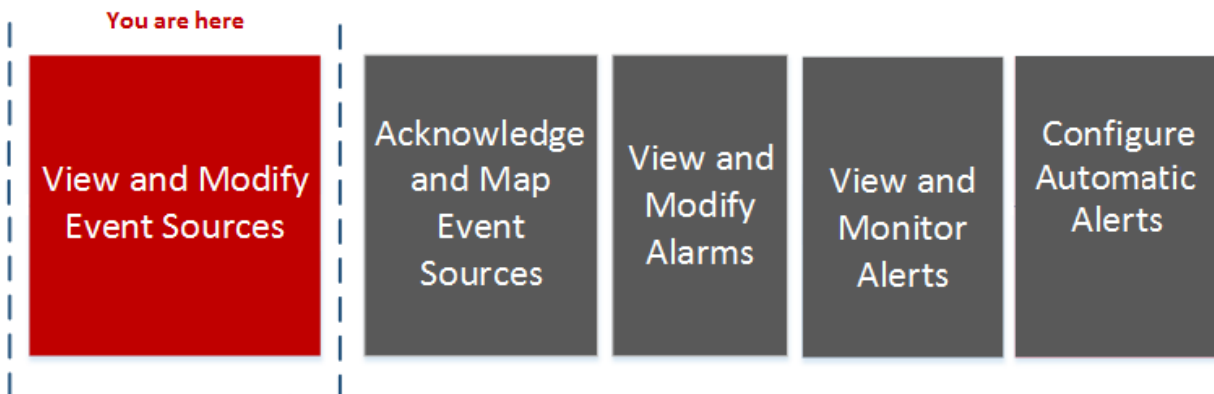 You are here
View and Modify
Event Sources
Acknowledge
and Map
Event
Sources
View and
Modify
Alarms
View and
Monitor
Alerts
Configure
Automatic
Alerts